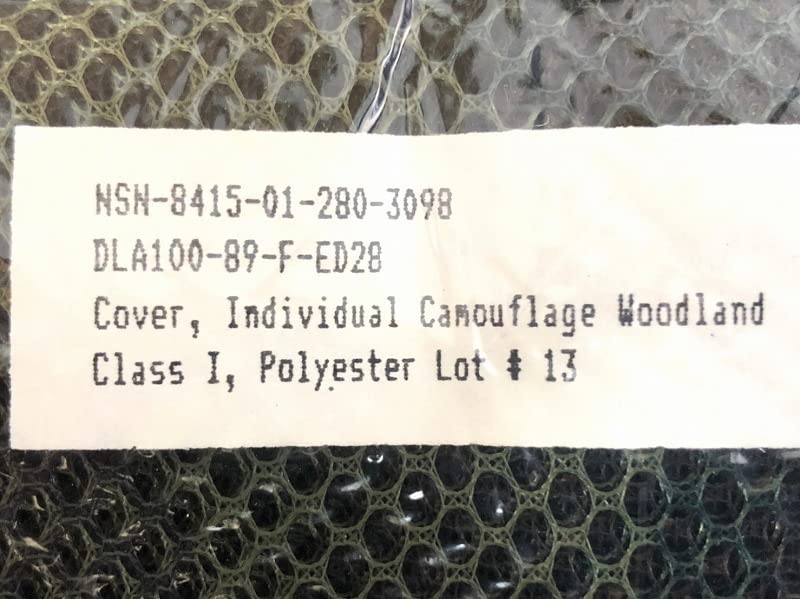 NSN-8415-01-280-3098
DLA100-89-F-ED28
Cover, Individual Camouflage Woodland
Class I, Polyester Lot # 13